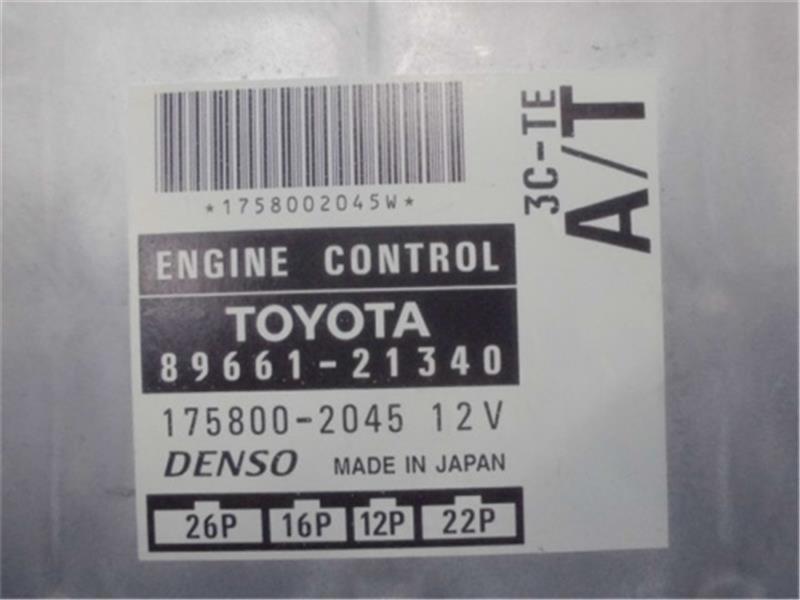 *1758002045W*
3C-TE
A/T
ENGINE CONTROL
TOYOTA
89661-21340
175800-2045 12V
DENSO MADE IN JAPAN
26P 16P 12P 22P